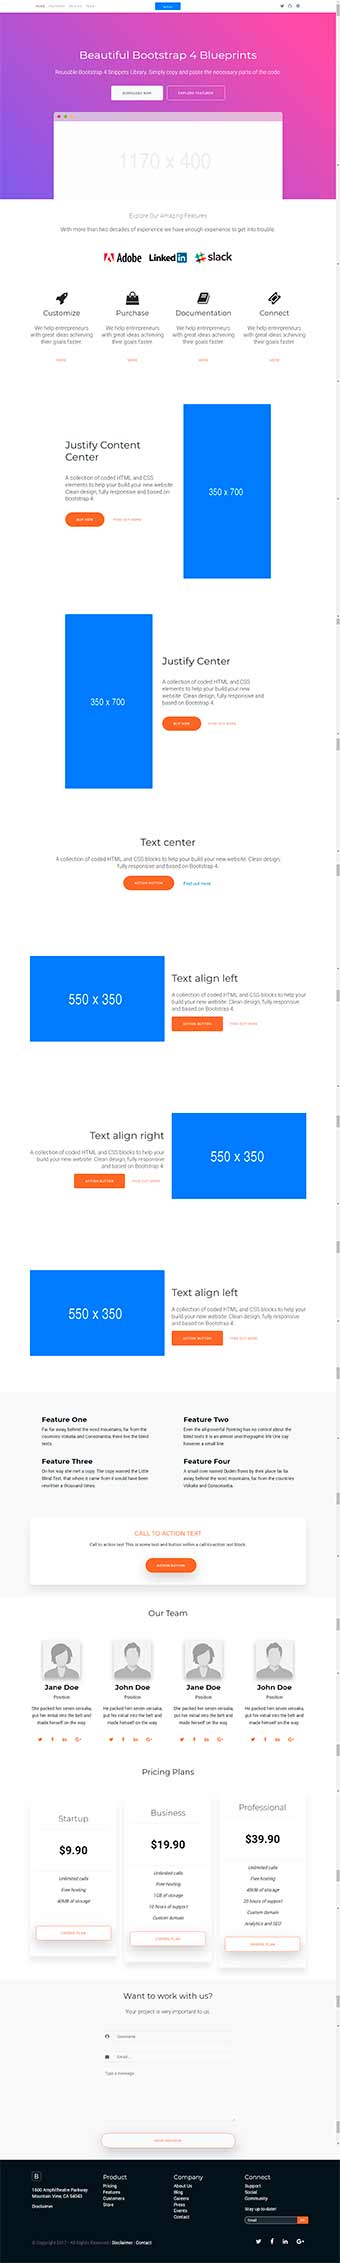 Beautiful Bootstrap 4 Blueprints
Reusable Bootstrap 4 Snippets Library. Simply copy and paste the necessary parts of the code.
DOWNLOAD NOW
EXPLORE FEATURES
1170 x 400
Explore Our Amazing Features
With more than two decades of experience we have enough experience to get into trouble.
Adobe
Linked in
slack
Customize
Purchase
Documentation
Connect
We help entrepreneurs
with great ideas achieving
their goals faster.
We help entrepreneurs
with great ideas achieving
their goals faster.
We help entrepreneurs
with great ideas achieving
their goals faster.
We help entrepreneurs
with great ideas achieving
their goals faster.
Justify Content
Center
A collection of coded HTML and CSS
elements to help your build your new website.
Clean design, fully responsive and based on
Bootstrap 4.
BUY NOW
FIND OUT MORE
350 x 700
350 x 700
Justify Center
A collection of coded HTML and CSS
elements to help your build your new
website. Clean design, fully responsive and
based on Bootstrap 4.
BUY NOW
FIND OUT MORE
Text center
A collection of coded HTML and CSS blocks to help your build your new website. Clean design,
fully responsive and based on Bootstrap 4.
ACTION BUTTON
Find out more
550 x 350
Text align left
A collection of coded HTML and CSS blocks to help your
build your new website. Clean design, fully responsive
and based on Bootstrap 4.
ACTION BUTTON
FIND OUT MORE
Text align right
A collection of coded HTML and CSS blocks to help your
build your new website. Clean design, fully responsive
and based on Bootstrap 4.
ACTION BUTTON
FIND OUT MORE
550 x 350
550 x 350
Text align left
A collection of coded HTML and CSS blocks to help your
build your new website. Clean design, fully responsive
and based on Bootstrap 4.
ACTION BUTTON
FIND OUT MORE
Feature One
Far far away, behind the word mountains, far from the
countries Vokalia and Consonantia, there live the blind
texts.
Feature Two
Even the all-powerful Pointing has no control about the
blind texts it is an almost unorthographic life One day
however a small line.
Feature Three
On her way she met a copy. The copy warned the Little
Blind Text, that where it came from it would have been
rewritten a thousand times.
Feature Four
A small river named Duden flows by their place far far
away, behind the word mountains, far from the countries
Vokalia and Consonantia.
CALL TO ACTION TEXT
Call to action text This is some text and button within a call-to-action text block.
ACTION BUTTON
Our Team
Jane Doe
John Doe
Jane Doe
John Doe
Position
Position
Position
Position
She packed her seven versalia,
put her initial into the belt and
made herself on the way.
He packed his seven versalia,
put his initial into the belt and
made himself on the way.
She packed her seven versalia,
put her initial into the belt and
made herself on the way.
He packed his seven versalia,
put his initial into the belt and
made himself on the way.
Pricing Plans
Startup
$9.90
Unlimited calls
Free hosting
40MB of storage
CHOOSE PLAN
Business
$19.90
Unlimited calls
Free hosting
1GB of storage
10 hours of support
Custom domain
CHOOSE PLAN
Professional
$39.90
Unlimited calls
Free hosting
40MB of storage
20 hours of support
Custom domain
Analytics and SEO
CHOOSE PLAN
Want to work with us?
Your project is very important to us.
Username
Email...
Type a message...
SEND MESSAGE
B
1600 Amphitheatre Parkway
Mountain View, CA 94043
Disclaimer
Product
Pricing
Features
Customers
Store
Company
About Us
Blog
Careers
Press
Events
Contact
Connect
Support
Social
Community
Stay up-to-date!
Email
© Copyright 2017 - All Rights Reserved | Disclaimer · Contact